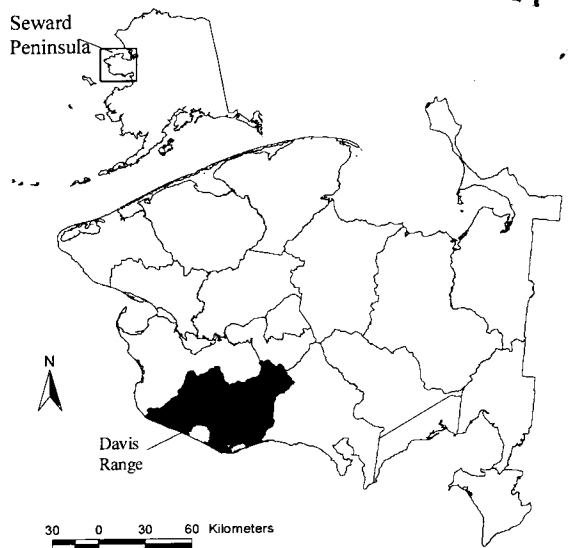 Seward
Peninsula
N
Davis
Range
30 0 30 60 Kilometers